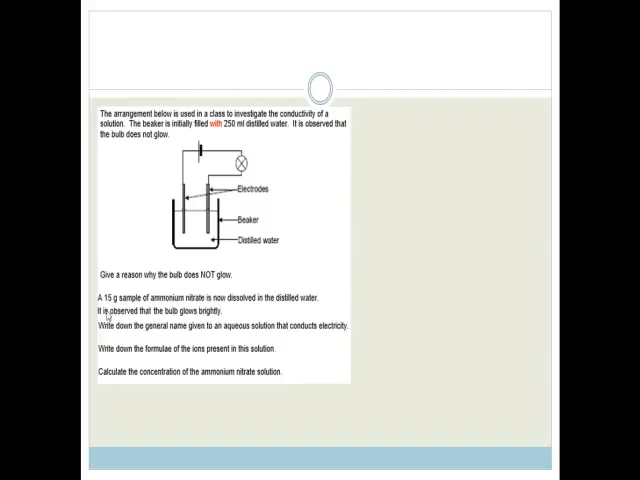 The arrangement below is used in a class to investigate the conductivity of a
solution. The beaker is initially filled with 250 ml distilled water. It is observed that
the bulb does not glow.
Electrodes
Beaker
Distilled water
Give a reason why the bulb does NOT glow.
A 15 g sample of ammonium nitrate is now dissolved in the distilled water.
It is observed that the bulb glows brightly.
Write down the general name given to an aqueous solution that conducts electricity.
Write down the formulae of the ions present in this solution.
Calculate the concentration of the ammonium nitrate solution.